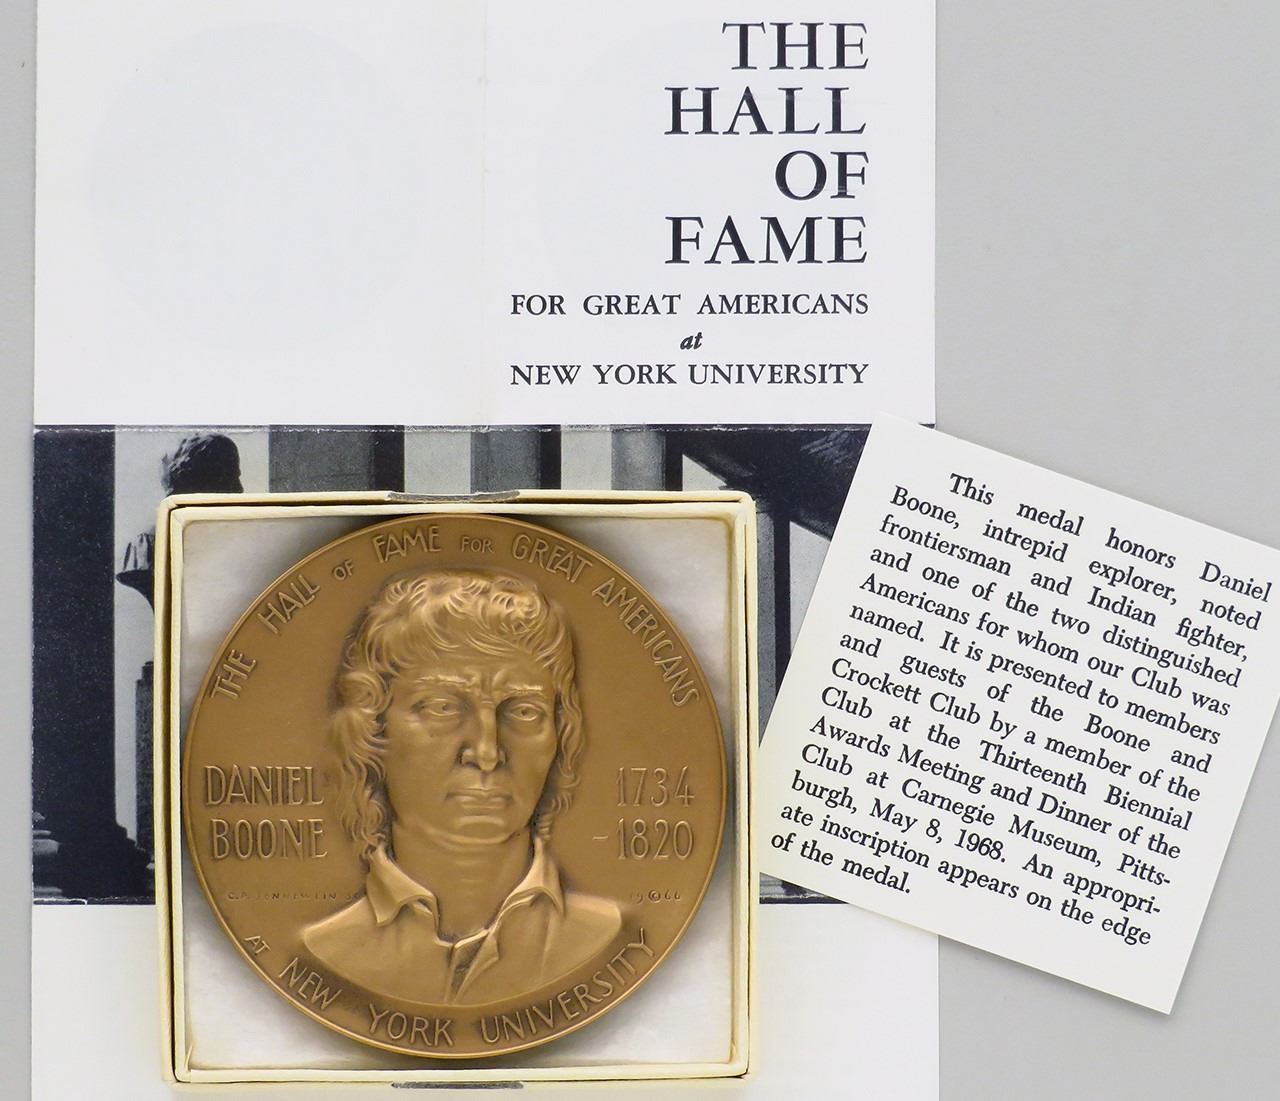 THE
HALL
OF
FAME
FOR GREAT AMERICANS
at
NEW YORK UNIVERSITY
THE HALL OF FAME FOR GREAT AMERICANS
DANIEL
BOONE
1734
-1820
C.P. JENNEWEIN SC
19©66
AT NEW YORK UNIVERSITY
This medal honors Daniel
Boone, intrepid explorer, noted
frontiersman and Indian fighter,
and one of the two distinguished
Americans for whom our Club was
named. It is presented to members
and guests of the Boone and
Crockett Club by a member of the
Club at the Thirteenth Biennial
Awards Meeting and Dinner of the
Club at Carnegie Museum, Pitts-
burgh, May 8, 1968. An appropri-
ate inscription appears on the edge
of the medal.